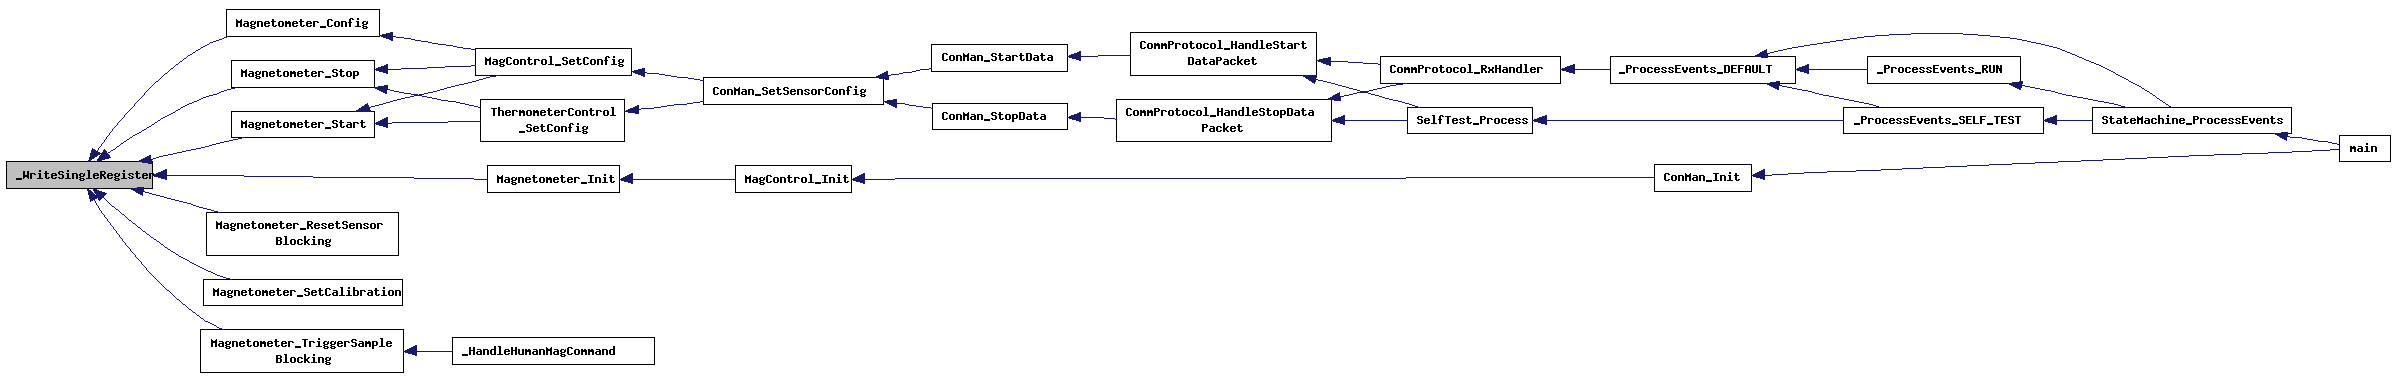 _WriteSingleRegister
Magnetometer_Config
Magnetometer_Stop
Magnetometer_Start
Magnetometer_Init
Magnetometer_ResetSensor
Blocking
Magnetometer_SetCalibration
Magnetometer_TriggerSample
Blocking
MagControl_SetConfig
ThermometerControl
_SetConfig
MagControl_Init
_HandleHumanMagCommand
ConMan_SetSensorConfig
ConMan_StartData
ConMan_StopData
CommProtocol_HandleStart
DataPacket
CommProtocol_HandleStopData
Packet
CommProtocol_RxHandler
SelfTest_Process
_ProcessEvents_DEFAULT
_ProcessEvents_RUN
_ProcessEvents_SELF_TEST
ConMan_Init
StateMachine_ProcessEvents
main